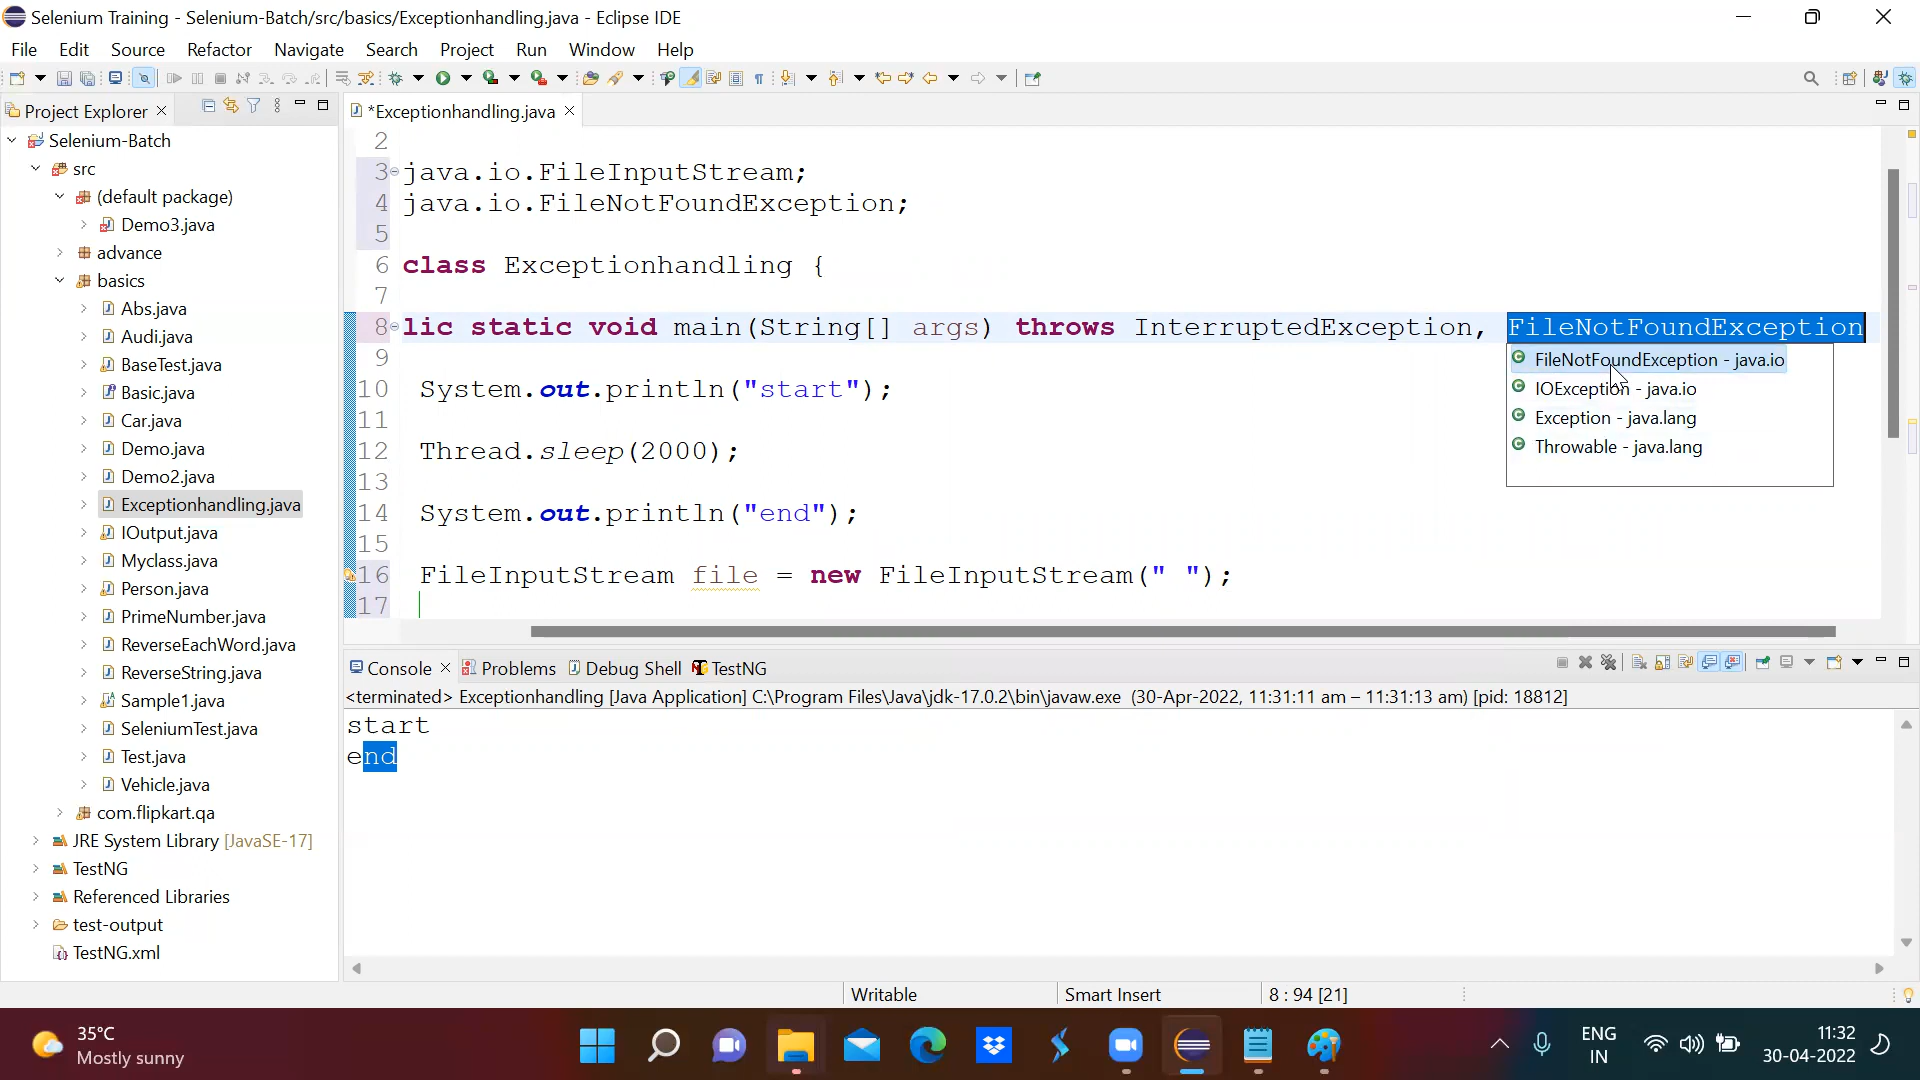 Selenium Training - Selenium-Batch/src/basics/Exceptionhandling.java - Eclipse IDE
File Edit Source Refactor Navigate Search Project Run Window Help
Project Explorer
*Exceptionhandling.java
Selenium-Batch
src
(default package)
Demo3.java
advance
basics
Abs.java
Audi.java
BaseTest.java
Basic.java
Car.java
Demo.java
Demo2.java
Exceptionhandling.java
IOutput.java
Myclass.java
Person.java
PrimeNumber.java
ReverseEachWord.java
ReverseString.java
Sample1.java
SeleniumTest.java
Test.java
Vehicle.java
com.flipkart.qa
JRE System Library [JavaSE-17]
TestNG
Referenced Libraries
test-output
TestNG.xml
2
3 java.io.FileInputStream;
4 java.io.FileNotFoundException;
5
6 class Exceptionhandling {
7
8 lic static void main(String[] args) throws InterruptedException, FileNotFoundException
9
10 System.out.println("start");
11
12 Thread.sleep(2000);
13
14 System.out.println("end");
15
16 FileInputStream file = new FileInputStream(" ");
17
FileNotFoundException - java.io
IOException - java.io
Exception - java.lang
Throwable - java.lang
Console Problems Debug Shell TestNG
<terminated> Exceptionhandling [Java Application] C:\Program Files\Java\jdk-17.0.2\bin\javaw.exe (30-Apr-2022, 11:31:11 am – 11:31:13 am) [pid: 18812]
start
end
Writable Smart Insert 8 : 94 [21]
35°C
Mostly sunny
ENG
IN
11:32
30-04-2022